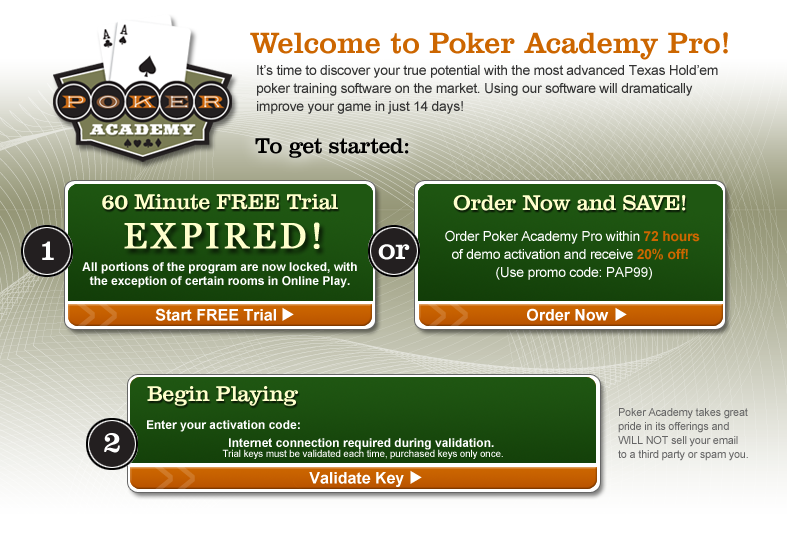 A
A
POKER
ACADEMY
Welcome to Poker Academy Pro!
It's time to discover your true potential with the most advanced Texas Hold'em
poker training software on the market. Using our software will dramatically
improve your game in just 14 days!
To get started:
1
60 Minute FREE Trial
EXPIRED!
All portions of the program are now locked, with
the exception of certain rooms in Online Play.
Start FREE Trial
or
Order Now and SAVE!
Order Poker Academy Pro within 72 hours
of demo activation and receive 20% off!
(Use promo code: PAP99)
Order Now
2
Begin Playing
Enter your activation code:
Internet connection required during validation.
Trial keys must be validated each time, purchased keys only once.
Validate Key
Poker Academy takes great
pride in its offerings and
WILL NOT sell your email
to a third party or spam you.